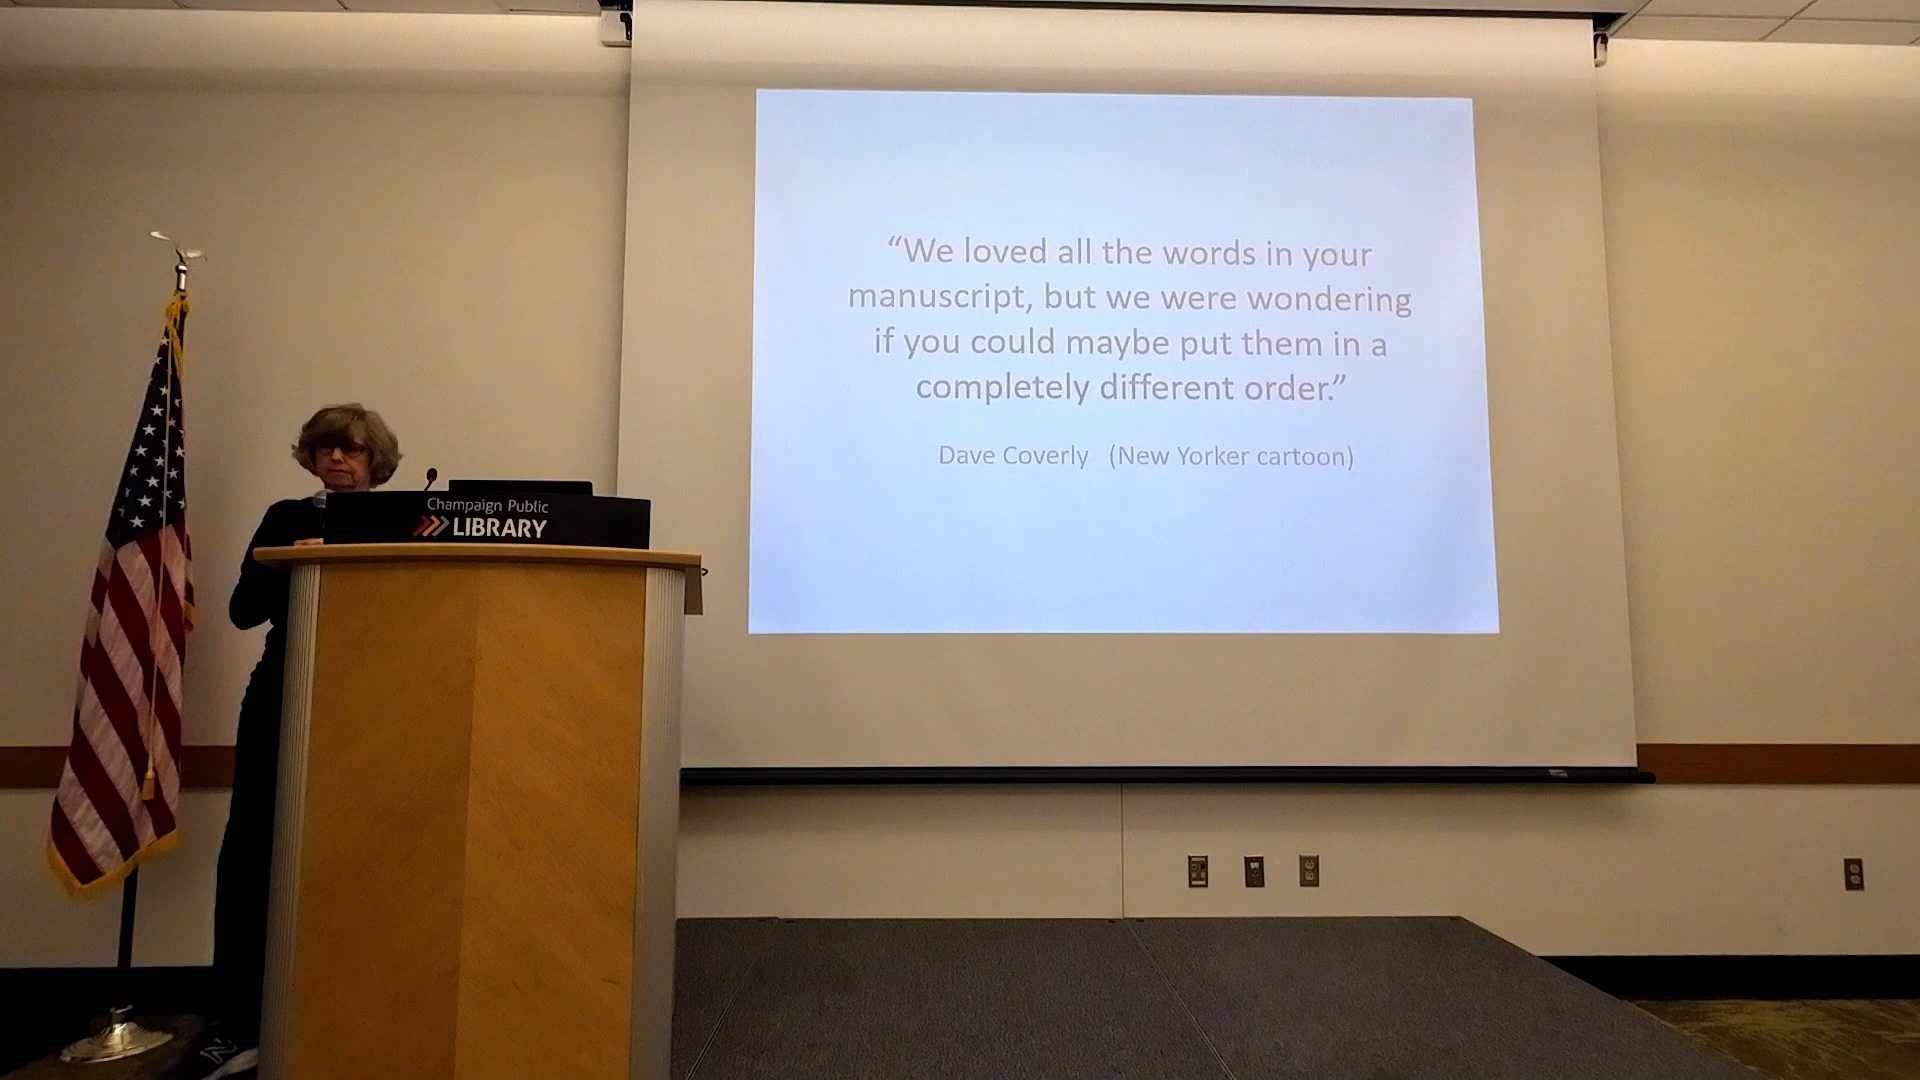 “We loved all the words in your
manuscript, but we were wondering
if you could maybe put them in a
completely different order.”
Dave Coverly (New Yorker cartoon)
Champaign Public
LIBRARY